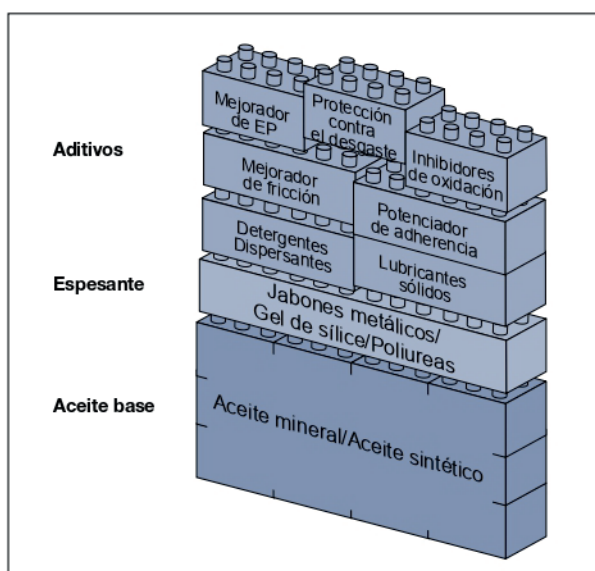 Aditivos
Mejorador
de EP
Protección
contra
el desgaste
Inhibidores
de oxidación
Mejorador
de fricción
Potenciador
de adherencia
Detergentes
Dispersantes
Lubricantes
sólidos
Espesante
Jabones metálicos/
Gel de sílice/Poliureas
Aceite base
Aceite mineral/Aceite sintético